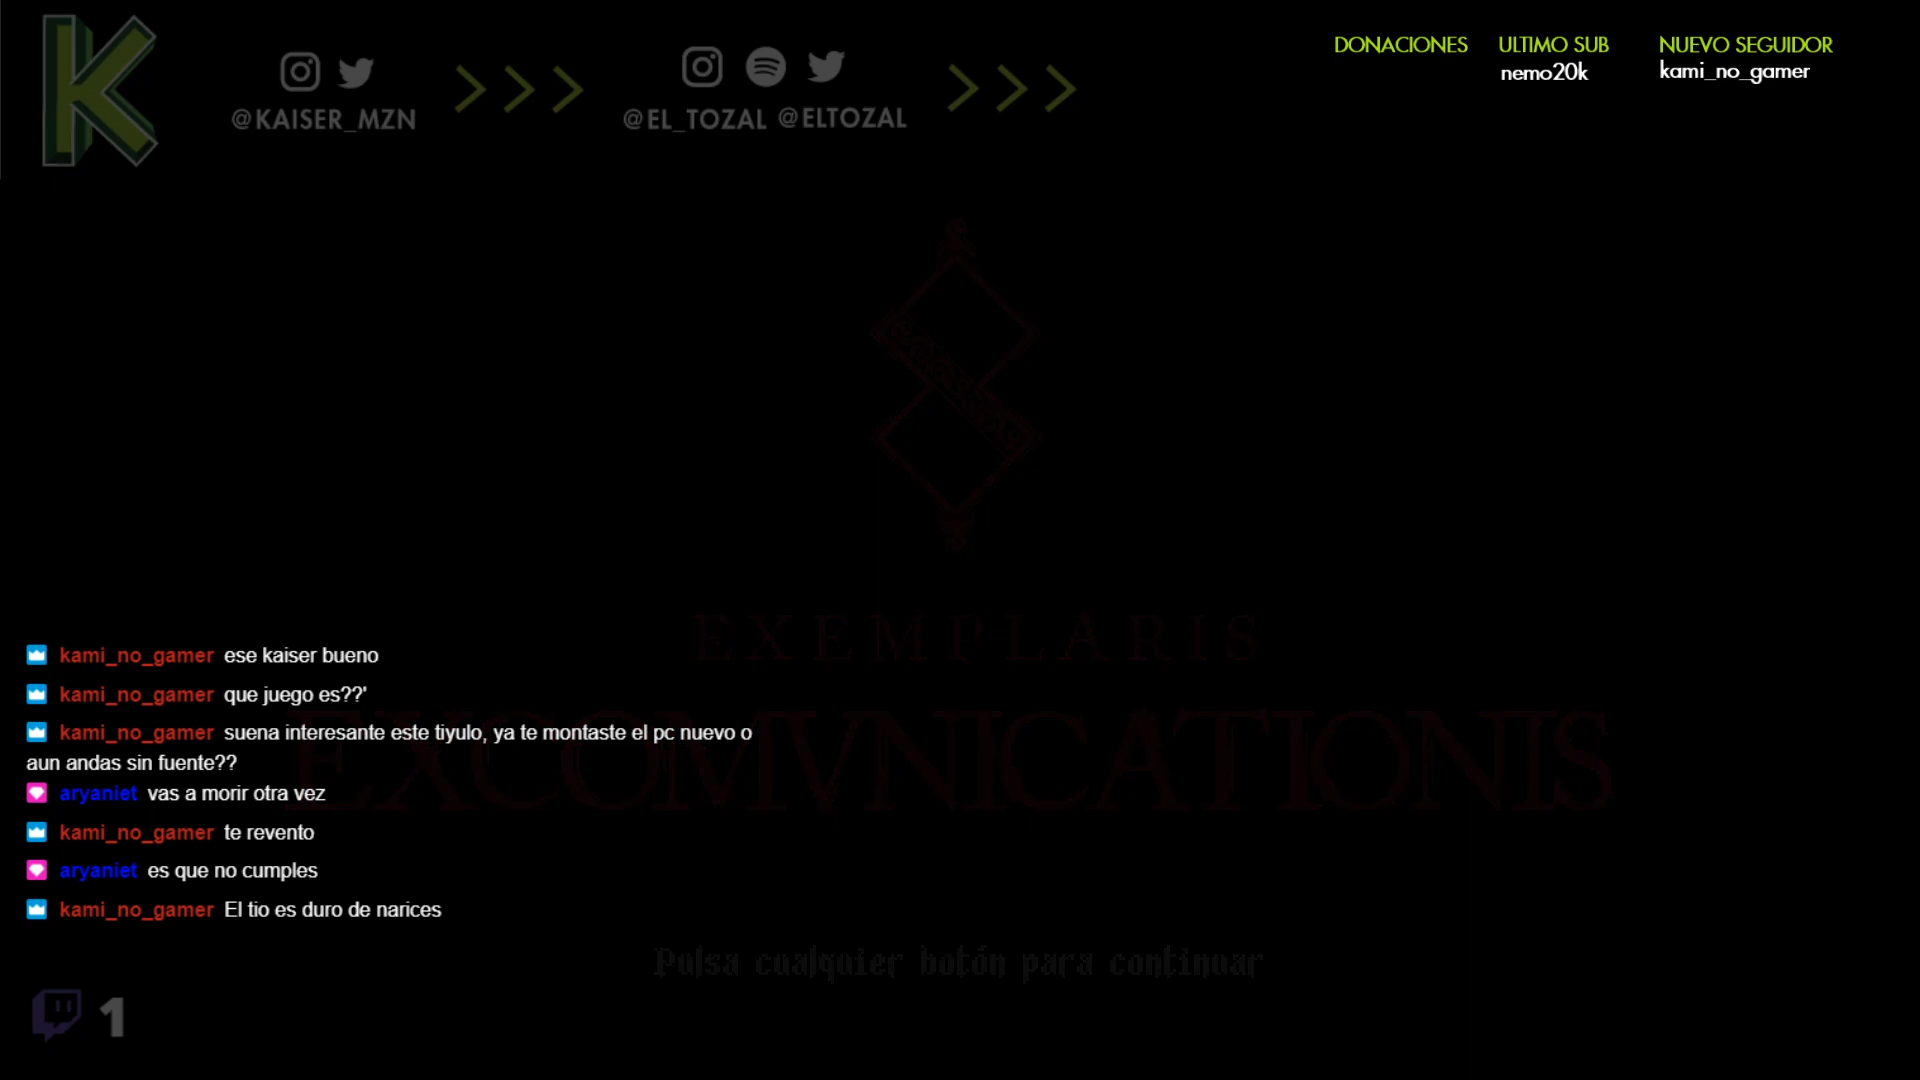 K
@KAISER_MZN
@EL_TOZAL @ELTOZAL
DONACIONES ULTIMO SUB NUEVO SEGUIDOR
nemo20k kami_no_gamer
EXEMPLARIS
EXCOMVNICATIONIS
kami_no_gamer ese kaiser bueno
kami_no_gamer que juego es??'
kami_no_gamer suena interesante este tiyulo, ya te montaste el pc nuevo o
aun andas sin fuente??
aryaniet vas a morir otra vez
kami_no_gamer te revento
aryaniet es que no cumples
kami_no_gamer El tio es duro de narices
Pulsa cualquier botón para continuar
1